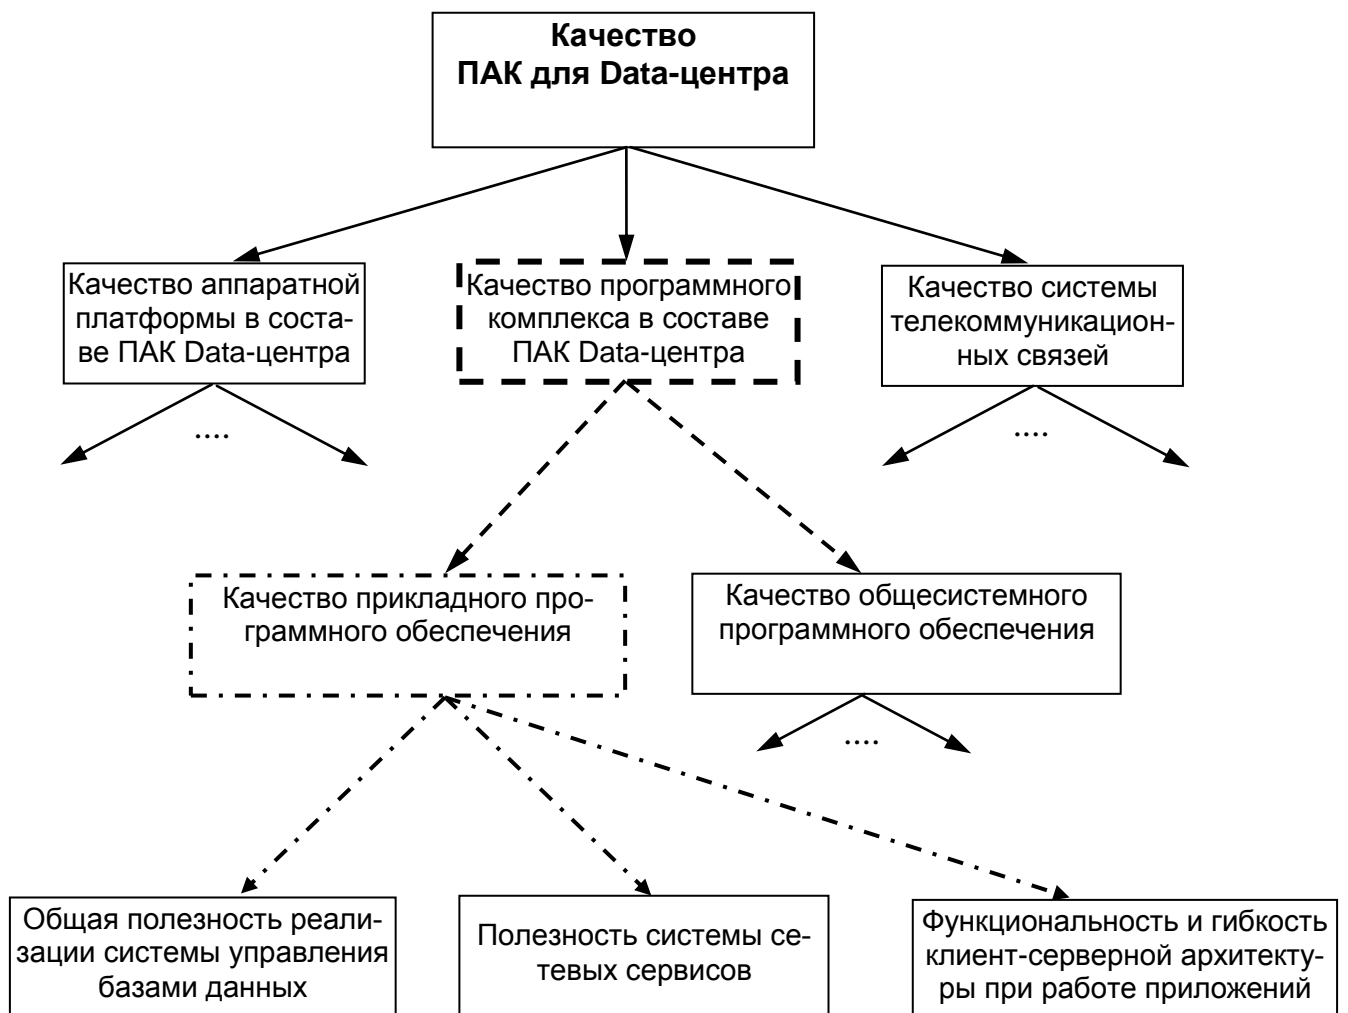 Качество
ПАК для Data-центра
Качество аппаратной
платформы в соста-
ве ПАК Data-центра
Качество программного
комплекса в составе
ПАК Data-центра
Качество системы
телекоммуникацион-
ных связей
....
....
Качество прикладного про-
граммного обеспечения
Качество общесистемного
программного обеспечения
....
Общая полезность реали-
зации системы управления
базами данных
Полезность системы се-
тевых сервисов
Функциональность и гибкость
клиент-серверной архитекту-
ры при работе приложений